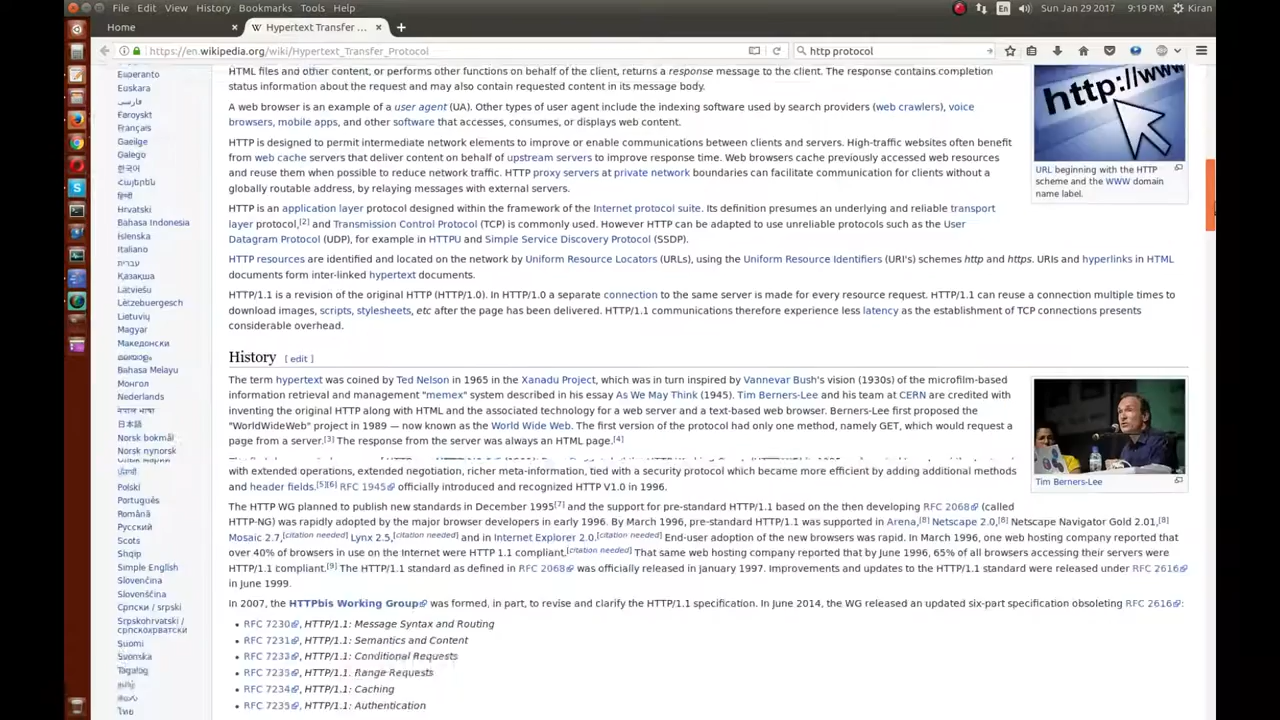 File Edit View History Bookmarks Tools Help
En
Sun Jan 29 2017
9:19 PM
Kiran
Home
Hypertext Transfer ...
https://en.wikipedia.org/wiki/Hypertext_Transfer_Protocol
http protocol
HTML files and other content, or performs other functions on behalf of the client, returns a response message to the client. The response contains completion
status information about the request and may also contain requested content in its message body.
A web browser is an example of a user agent (UA). Other types of user agent include the indexing software used by search providers (web crawlers), voice
browsers, mobile apps, and other software that accesses, consumes, or displays web content.
HTTP is designed to permit intermediate network elements to improve or enable communications between clients and servers. High-traffic websites often benefit
from web cache servers that deliver content on behalf of upstream servers to improve response time. Web browsers cache previously accessed web resources
and reuse them when possible to reduce network traffic. HTTP proxy servers at private network boundaries can facilitate communication for clients without a
globally routable address, by relaying messages with external servers.
HTTP is an application layer protocol designed within the framework of the Internet protocol suite. Its definition presumes an underlying and reliable transport
layer protocol,[2] and Transmission Control Protocol (TCP) is commonly used. However HTTP can be adapted to use unreliable protocols such as the User
Datagram Protocol (UDP), for example in HTTPU and Simple Service Discovery Protocol (SSDP).
HTTP resources are identified and located on the network by Uniform Resource Locators (URLs), using the Uniform Resource Identifiers (URI's) schemes http and https. URIs and hyperlinks in HTML
documents form inter-linked hypertext documents.
HTTP/1.1 is a revision of the original HTTP (HTTP/1.0). In HTTP/1.0 a separate connection to the same server is made for every resource request. HTTP/1.1 can reuse a connection multiple times to
download images, scripts, stylesheets, etc after the page has been delivered. HTTP/1.1 communications therefore experience less latency as the establishment of TCP connections presents
considerable overhead.
http://www
URL beginning with the HTTP
scheme and the WWW domain
name label.
History [ edit ]
The term hypertext was coined by Ted Nelson in 1965 in the Xanadu Project, which was in turn inspired by Vannevar Bush's vision (1930s) of the microfilm-based
information retrieval and management "memex" system described in his essay As We May Think (1945). Tim Berners-Lee and his team at CERN are credited with
inventing the original HTTP along with HTML and the associated technology for a web server and a text-based web browser. Berners-Lee first proposed the
"WorldWideWeb" project in 1989 — now known as the World Wide Web. The first version of the protocol had only one method, namely GET, which would request a
page from a server.[3] The response from the server was always an HTML page.[4]
with extended operations, extended negotiation, richer meta-information, tied with a security protocol which became more efficient by adding additional methods
and header fields.[5][6] RFC 1945 officially introduced and recognized HTTP V1.0 in 1996.
Tim Berners-Lee
The HTTP WG planned to publish new standards in December 1995[7] and the support for pre-standard HTTP/1.1 based on the then developing RFC 2068 (called
HTTP-NG) was rapidly adopted by the major browser developers in early 1996. By March 1996, pre-standard HTTP/1.1 was supported in Arena,[8] Netscape 2.0,[8] Netscape Navigator Gold 2.01,[8]
Mosaic 2.7,[citation needed] Lynx 2.5,[citation needed] and in Internet Explorer 2.0.[citation needed] End-user adoption of the new browsers was rapid. In March 1996, one web hosting company reported that
over 40% of browsers in use on the Internet were HTTP 1.1 compliant.[citation needed] That same web hosting company reported that by June 1996, 65% of all browsers accessing their servers were
HTTP/1.1 compliant.[9] The HTTP/1.1 standard as defined in RFC 2068 was officially released in January 1997. Improvements and updates to the HTTP/1.1 standard were released under RFC 2616
in June 1999.
In 2007, the HTTPbis Working Group was formed, in part, to revise and clarify the HTTP/1.1 specification. In June 2014, the WG released an updated six-part specification obsoleting RFC 2616:
• RFC 7230, HTTP/1.1: Message Syntax and Routing
• RFC 7231, HTTP/1.1: Semantics and Content
• RFC 7232, HTTP/1.1: Conditional Requests
• RFC 7233, HTTP/1.1: Range Requests
• RFC 7234, HTTP/1.1: Caching
• RFC 7235, HTTP/1.1: Authentication
Esperanto
Euskara
فارسی
Føroyskt
Français
Gaeilge
Galego
한국어
Հայերեն
हिन्दी
Hrvatski
Bahasa Indonesia
Íslenska
Italiano
עברית
Қазақша
Latviešu
Lëtzebuergesch
Lietuvių
Magyar
Македонски
Bahasa Melayu
Монгол
Nederlands
नेपाल भाषा
日本語
Norsk bokmål
Norsk nynorsk
Polski
Português
Română
Русский
Scots
Shqip
Simple English
Slovenčina
Slovenščina
Српски / srpski
Srpskohrvatski /
српскохрватски
Suomi
Svenska
Tagalog
ไทย